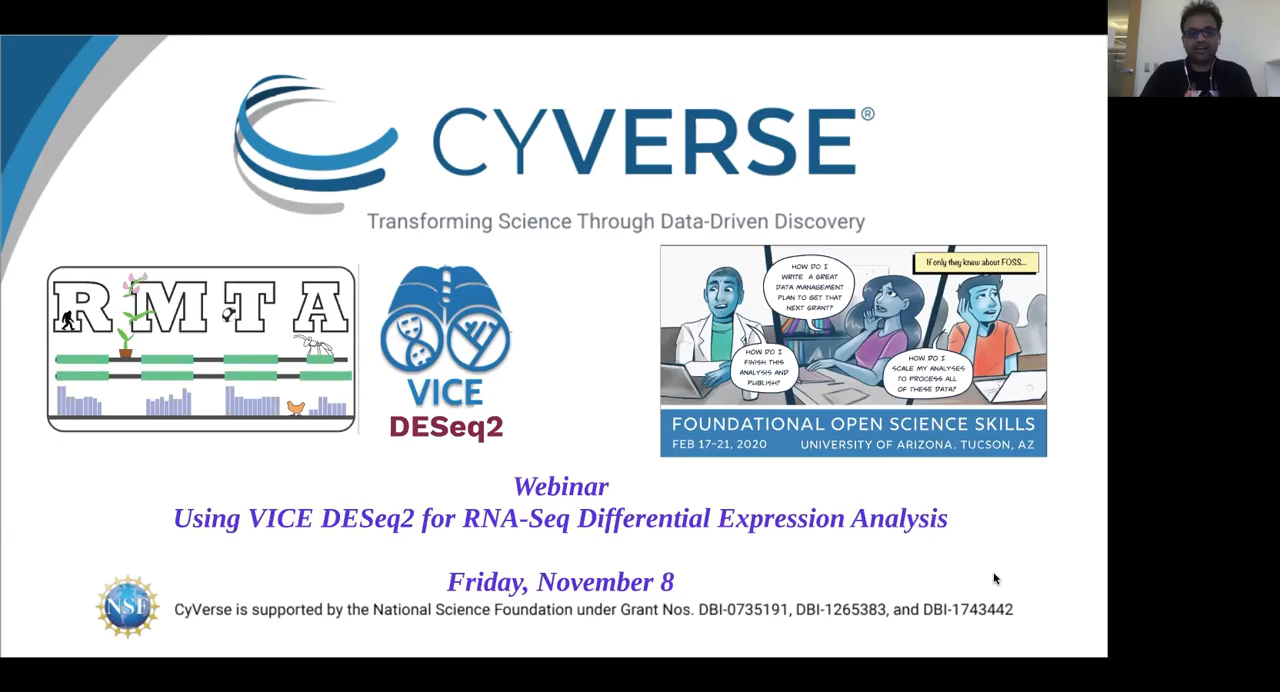 CYVERSE®
Transforming Science Through Data-Driven Discovery
RMTA
VICE
DESeq2
If only they knew about FOSS...
HOW DO I
WRITE A GREAT
DATA MANAGEMENT
PLAN TO GET THAT
NEXT GRANT?
HOW DO I
FINISH THIS
ANALYSIS AND
PUBLISH?
HOW DO I
SCALE MY ANALYSES
TO PROCESS ALL
OF THESE DATA?
FOUNDATIONAL OPEN SCIENCE SKILLS
FEB 17-21, 2020 UNIVERSITY OF ARIZONA, TUCSON, AZ
Webinar
Using VICE DESeq2 for RNA-Seq Differential Expression Analysis
Friday, November 8
NSF
CyVerse is supported by the National Science Foundation under Grant Nos. DBI-0735191, DBI-1265383, and DBI-1743442